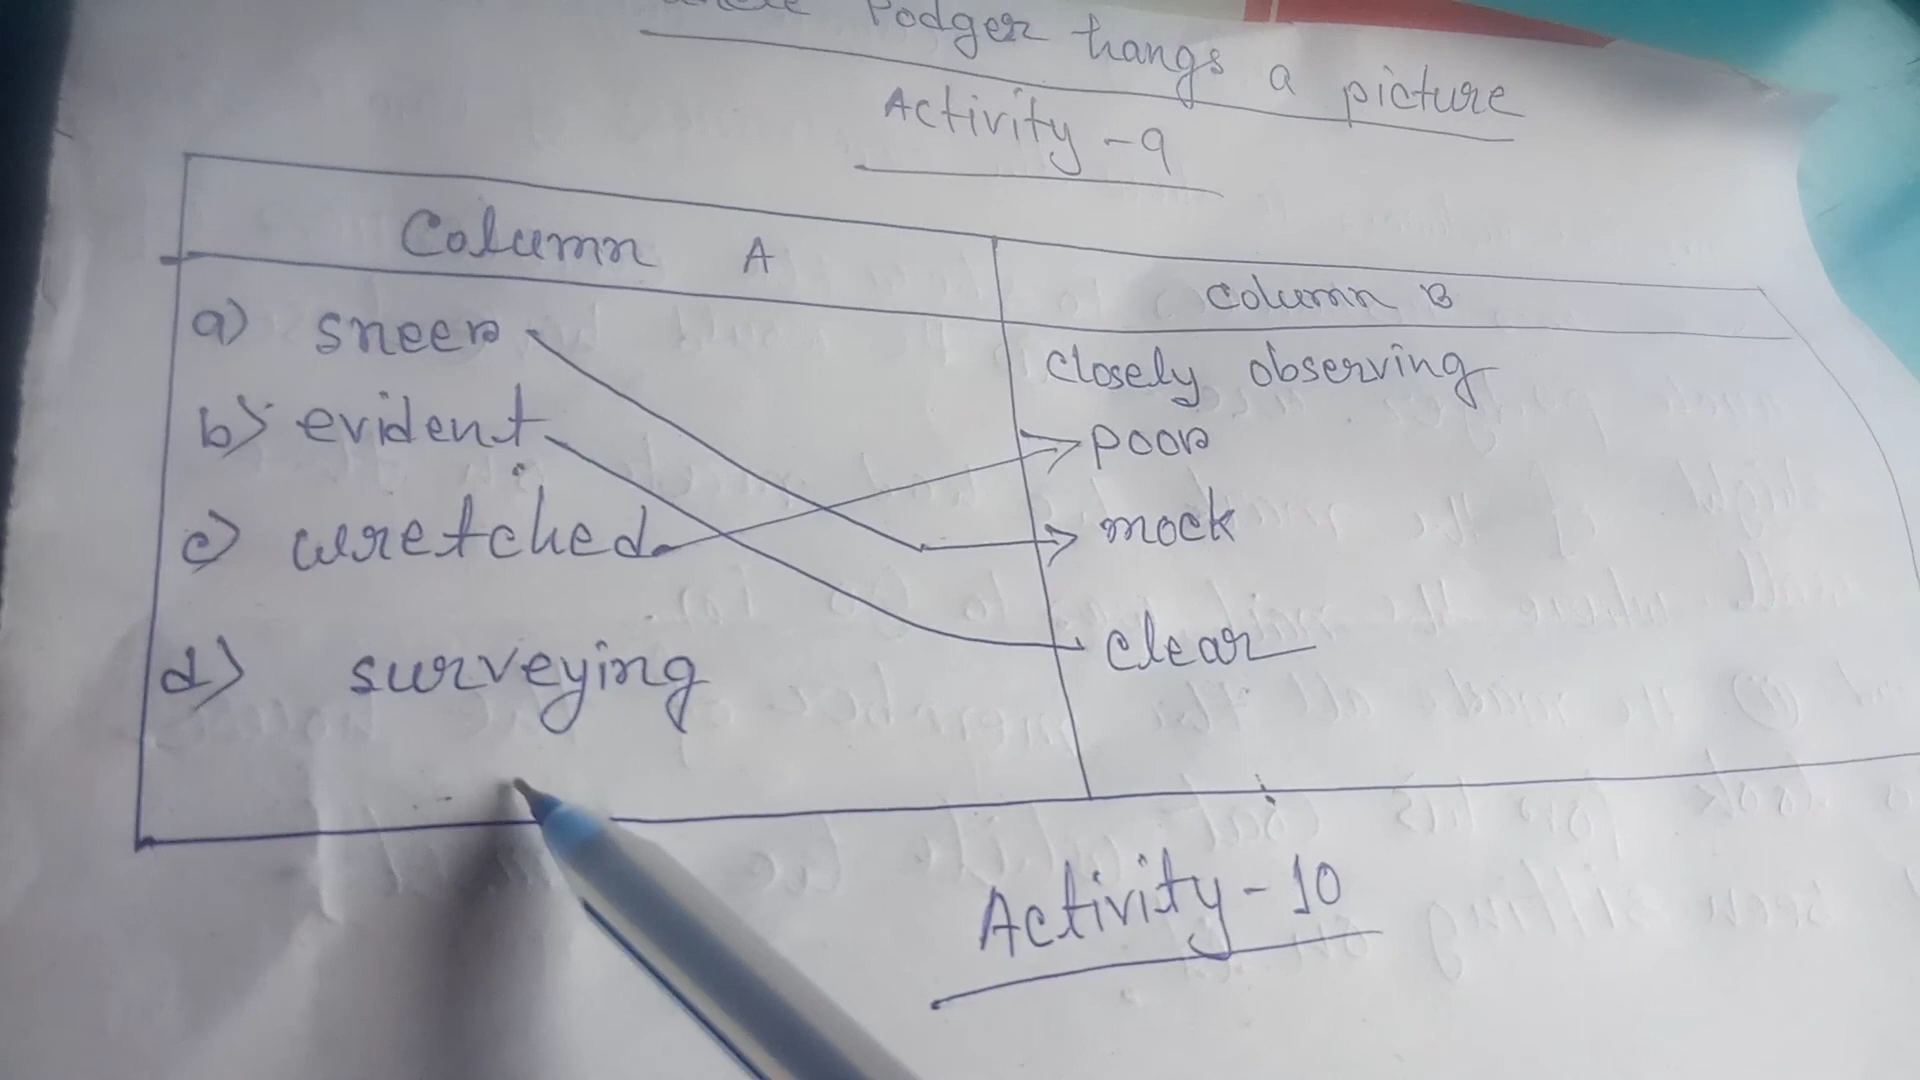 Podger hangs a picture
Activity - 9
Column A
Column B
a) sneer
closely observing
b) evident
poor
c) wretched
mock
d) surveying
clear
Activity - 10